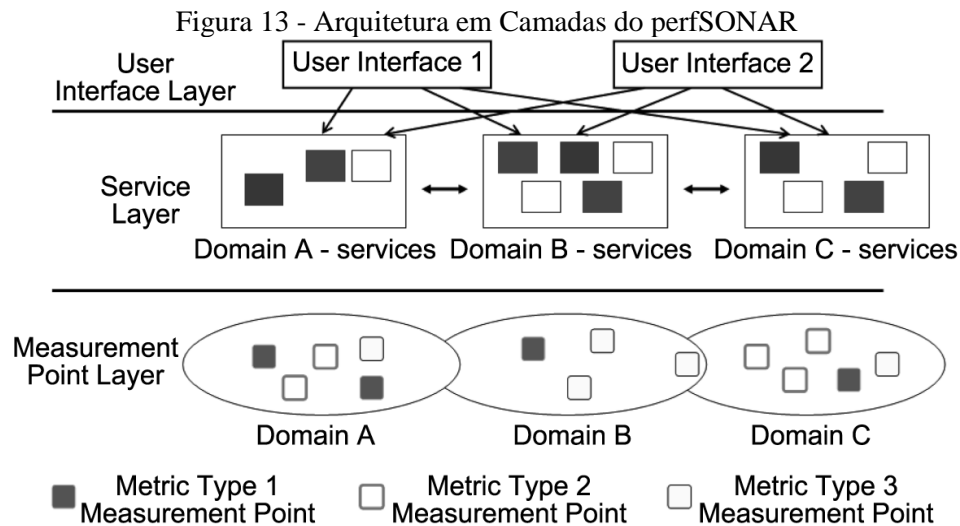 Figura 13 - Arquitetura em Camadas do perfSONAR
User
Interface Layer
User Interface 1
User Interface 2
Service
Layer
Domain A - services
Domain B - services
Domain C - services
Measurement
Point Layer
Domain A
Domain B
Domain C
Metric Type 1
Measurement Point
Metric Type 2
Measurement Point
Metric Type 3
Measurement Point